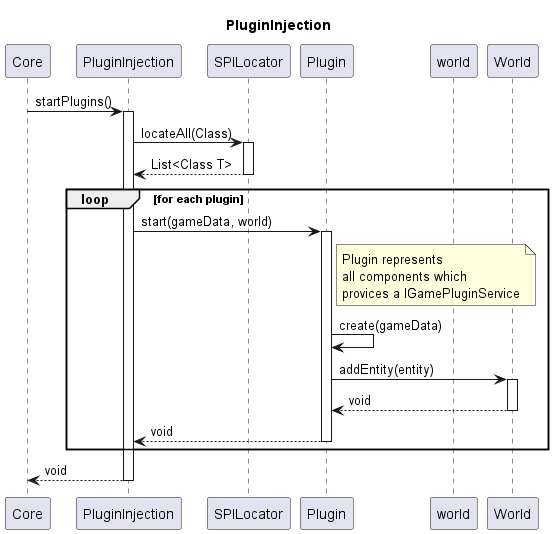 PluginInjection
Core PluginInjection SPILocator Plugin world World
startPlugins()
locateAll(Class)
List<Class T>
loop [for each plugin]
start(gameData, world)
Plugin represents
all components which
provices a IGamePluginService
create(gameData)
addEntity(entity)
void
void
void
Core PluginInjection SPILocator Plugin world World